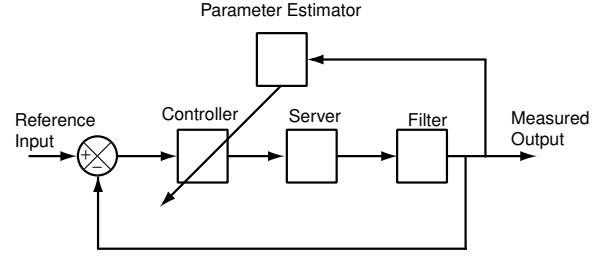 Parameter Estimator
Reference
Input
Controller
Server
Filter
Measured
Output
+
−